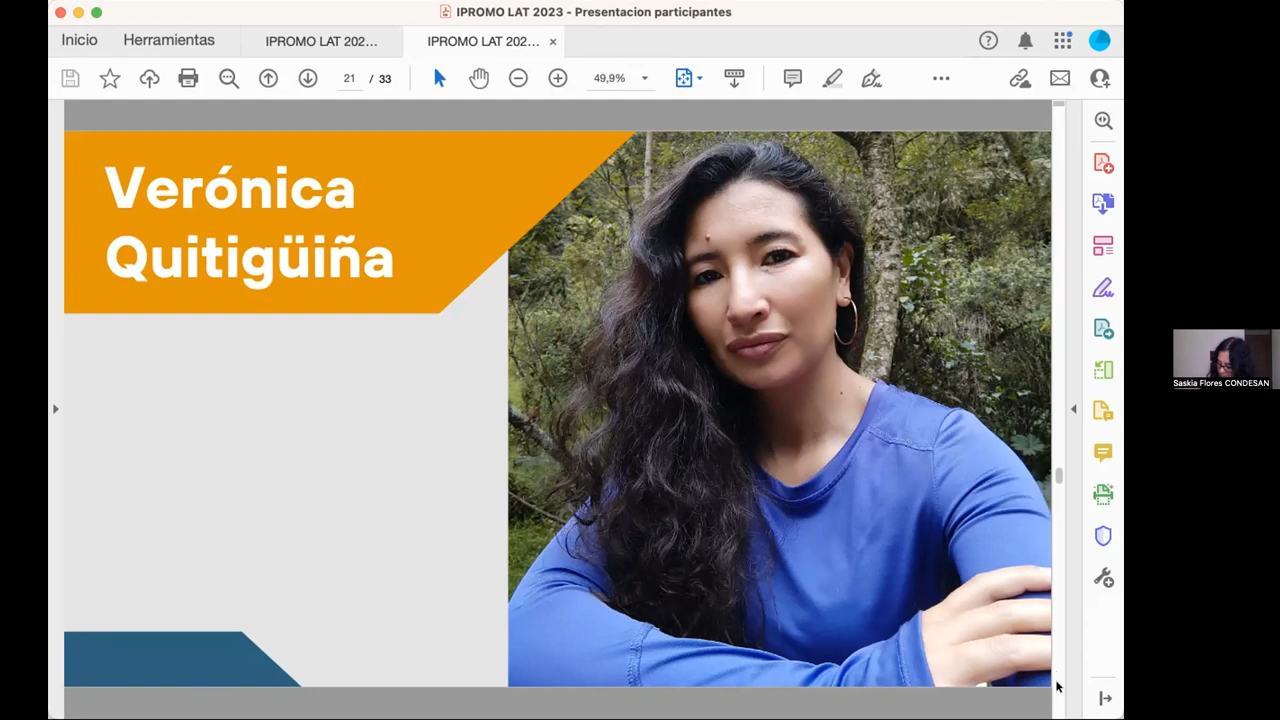 IPROMO LAT 2023 - Presentacion participantes
Inicio
Herramientas
IPROMO LAT 202...
IPROMO LAT 202...
21 / 33
49,9%
Verónica
Quitigüiña
Saskia Flores CONDESAN